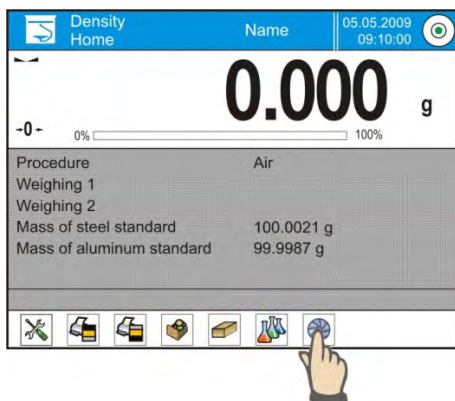 Density
Home
Name
05.05.2009
09:10:00
0.000 g
→0← 0% 100%
Procedure Air
Weighing 1
Weighing 2
Mass of steel standard 100.0021 g
Mass of aluminum standard 99.9987 g